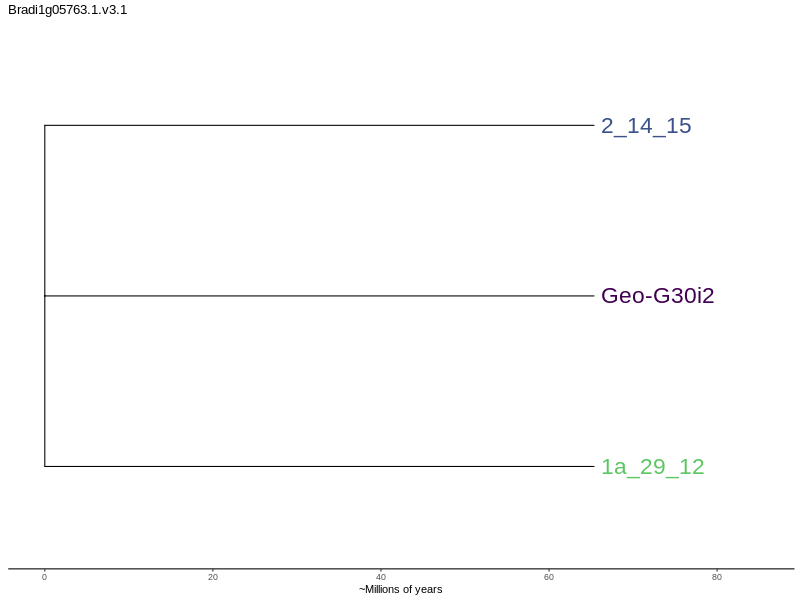 Bradi1g05763.1.v3.1
2_14_15
Geo-G30i2
1a_29_12
0 20 40 60 80
~Millions of years